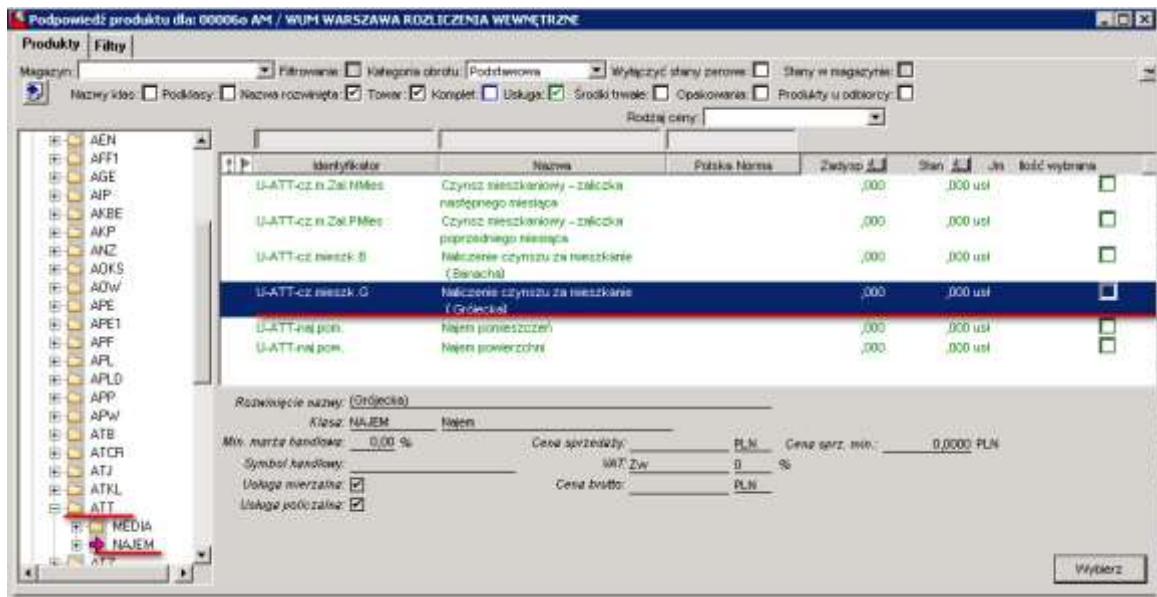 Podpowiedź produktu dla: 00006o AM / WUM WARSZAWA ROZLICZENIA WEWNĘTRZNE
Produkty Filtry
Magazyn: Filtrowanie: Kategoria obrotu: Podstawowa Wyłączyć stany zerowe: Stany w magazynie:
Nazwy klas: Podklasy: Nazwa rozwinięta: Towar: Komplet: Usługa: Środki trwałe: Opakowania: Produkty u odbiorcy:
Rodzaj ceny:
AEN
AFF1
AGE
AIP
AKBE
AKP
ANZ
AOKS
AOW
APE
APE1
APF
APL
APLD
APP
APW
ATB
ATCR
ATJ
ATKL
ATT
MEDIA
NAJEM
ATZ
Identyfikator Nazwa Polska Norma Zadysp Stan Jm Ilość wybrana
U-ATT-cz.m.Zal.NMies Czynsz mieszkaniowy - zaliczka ,000 ,000 usł
następnego miesiąca
U-ATT-cz.m.Zal.PMies Czynsz mieszkaniowy - zaliczka ,000 ,000 usł
poprzedniego miesiąca
U-ATT-cz.mieszk.B Naliczenie czynszu za mieszkanie ,000 ,000 usł
(Banacha)
U-ATT-cz.mieszk.G Naliczenie czynszu za mieszkanie ,000 ,000 usł
(Grójecka)
U-ATT-naj.pom. Najem pomieszczeń ,000 ,000 usł
U-ATT-naj.pow. Najem powierzchni ,000 ,000 usł
Rozwinięcie nazwy: (Grójecka)
Klasa: NAJEM Najem
Min. marża handlowa: 0,00 % Cena sprzedaży: PLN Cena sprz. min.: 0,0000 PLN
Symbol handlowy: VAT: Zw 0 %
Usługa mierzalna: Cena brutto: PLN
Usługa policzalna:
Wybierz